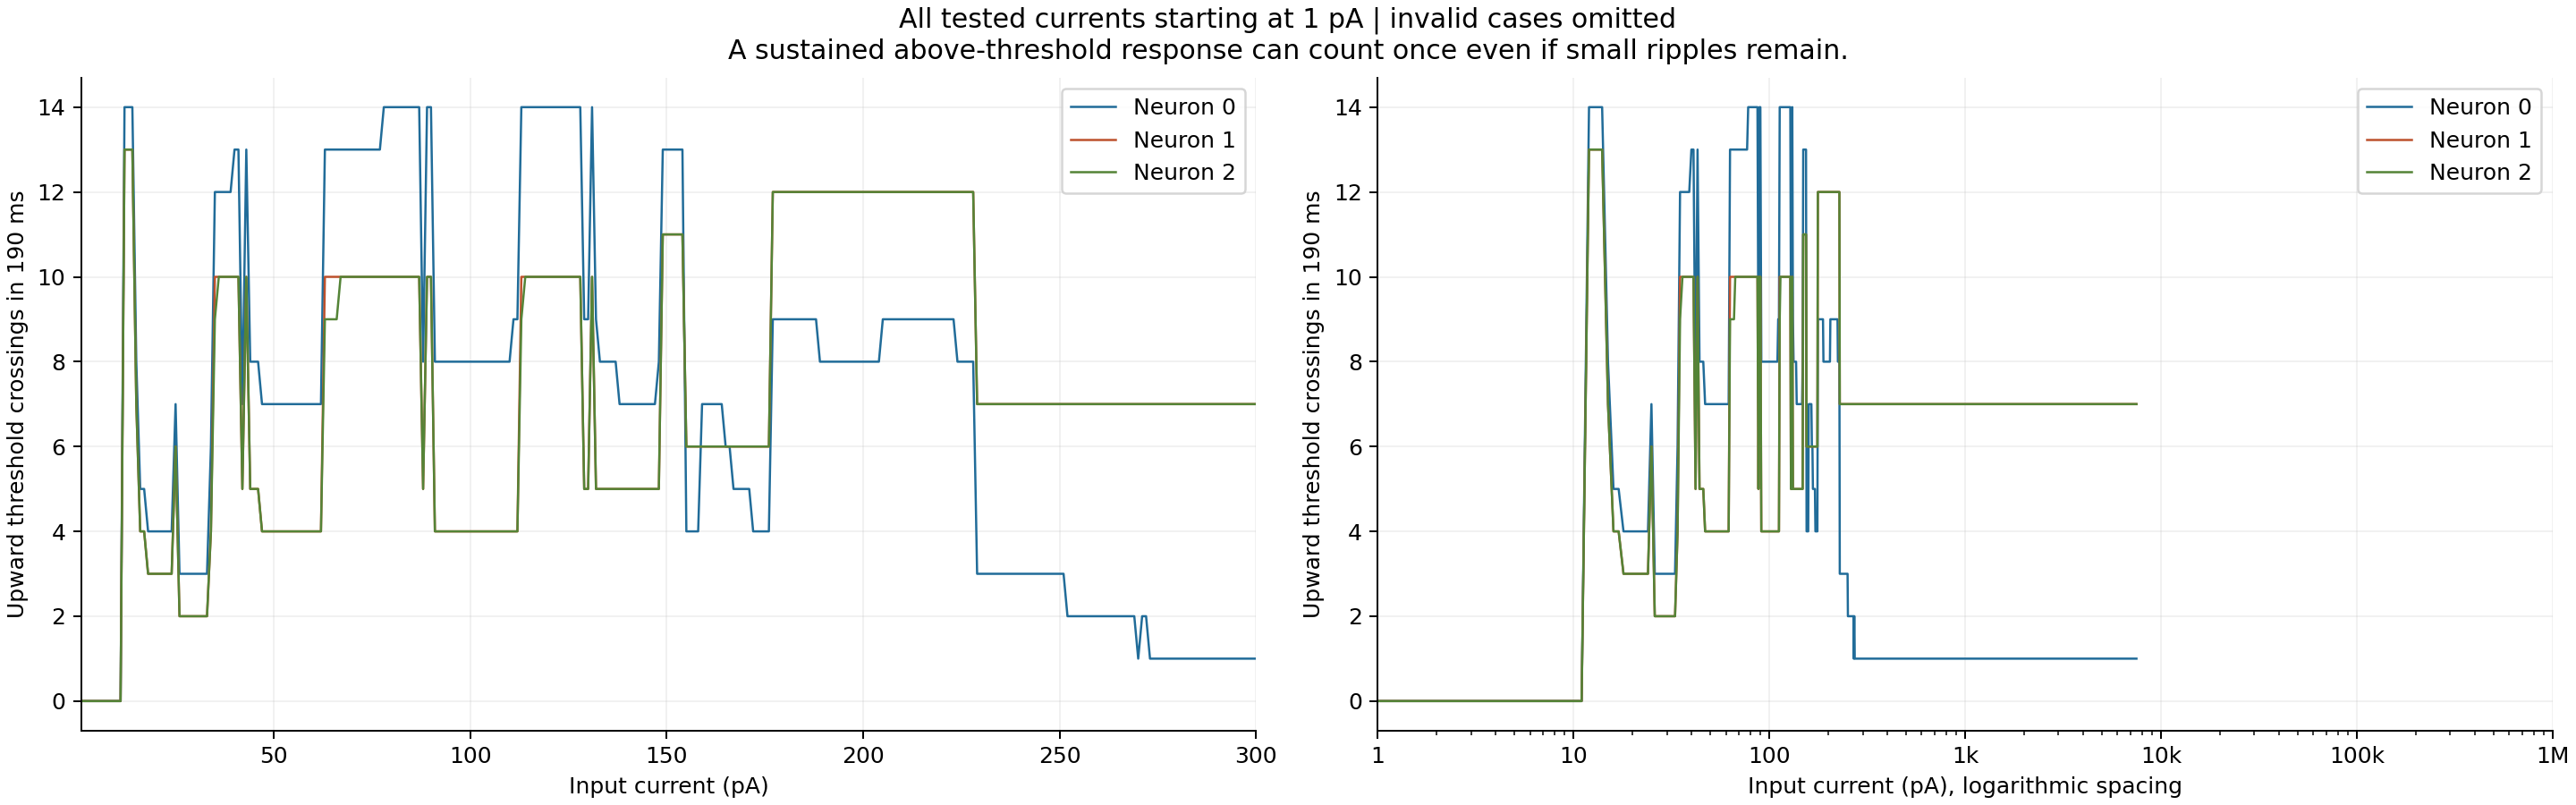 All tested currents starting at 1 pA | invalid cases omitted
A sustained above-threshold response can count once even if small ripples remain.
Upward threshold crossings in 190 ms
14
12
10
8
6
4
2
0
50
100
150
200
250
300
Input current (pA)
Neuron 0
Neuron 1
Neuron 2
Upward threshold crossings in 190 ms
14
12
10
8
6
4
2
0
1
10
100
1k
10k
100k
1M
Input current (pA), logarithmic spacing
Neuron 0
Neuron 1
Neuron 2